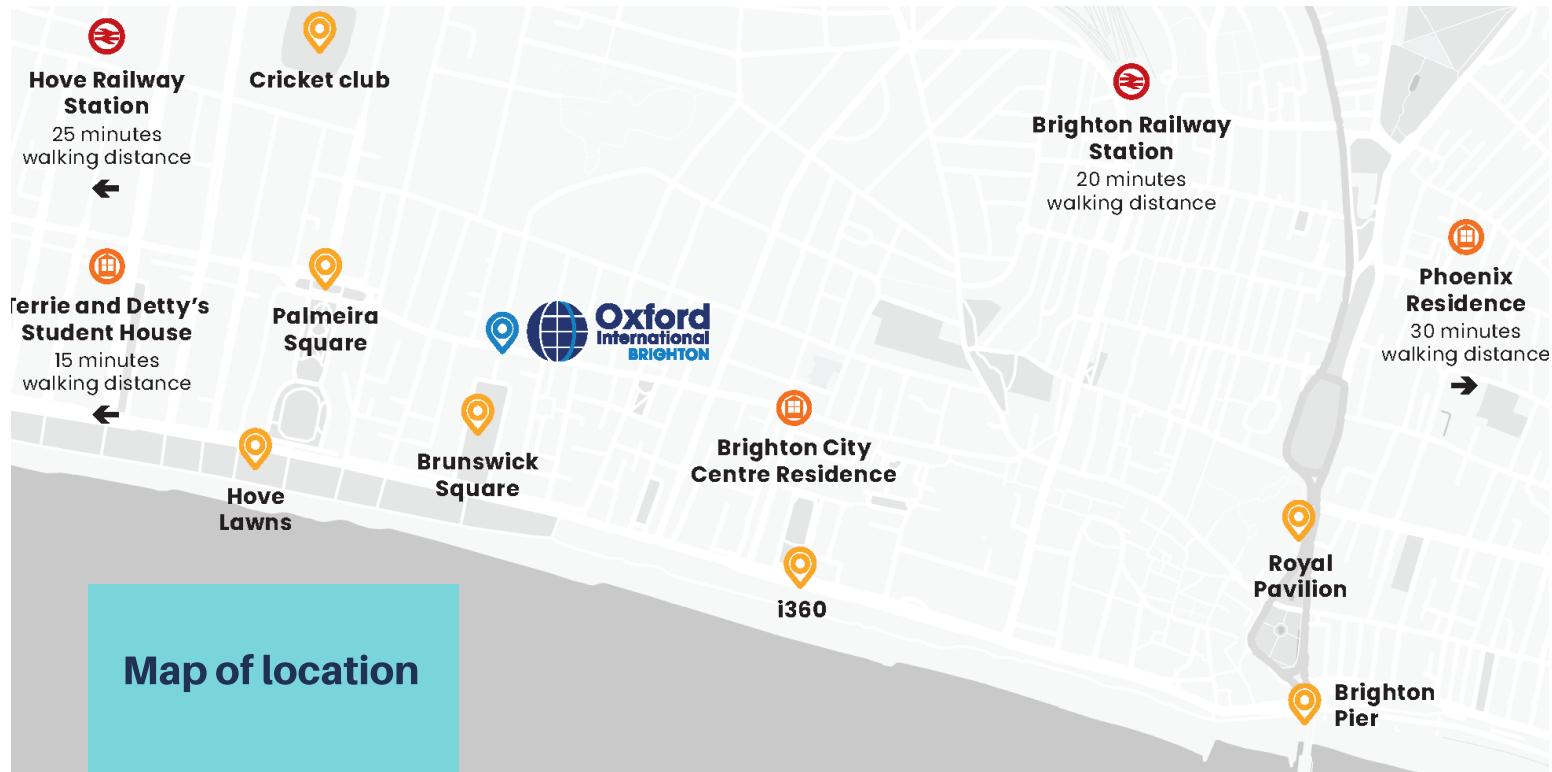 Hove Railway
Station
25 minutes
walking distance
Cricket club
Brighton Railway
Station
20 minutes
walking distance
Terrie and Detty's
Student House
15 minutes
walking distance
Palmeira
Square
Oxford
International
BRIGHTON
Phoenix
Residence
30 minutes
walking distance
Hove
Lawns
Brunswick
Square
Brighton City
Centre Residence
i360
Royal
Pavilion
Brighton
Pier
Map of location